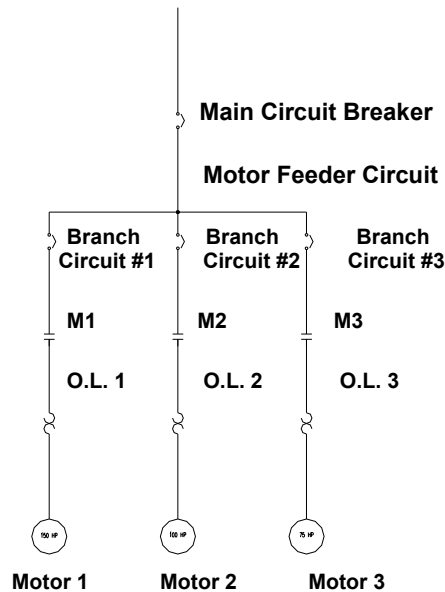 Main Circuit Breaker
Motor Feeder Circuit
Branch
Circuit #1
Branch
Circuit #2
Branch
Circuit #3
M1
M2
M3
O.L. 1
O.L. 2
O.L. 3
150 HP
100 HP
75 HP
Motor 1
Motor 2
Motor 3